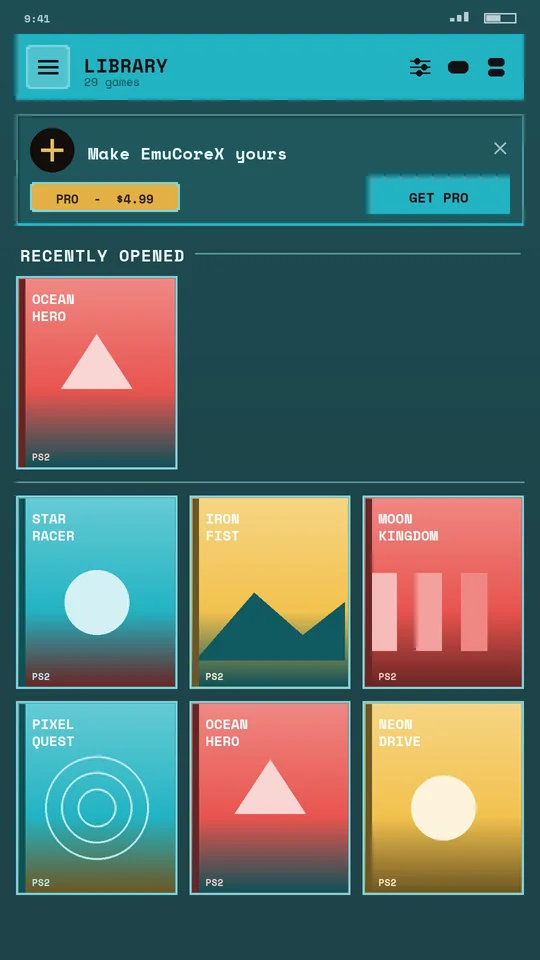 9:41
LIBRARY
29 games
Make EmuCoreX yours
PRO - $4.99
GET PRO
RECENTLY OPENED
OCEAN
HERO
PS2
STAR
RACER
PS2
IRON
FIST
PS2
MOON
KINGDOM
PS2
PIXEL
QUEST
PS2
OCEAN
HERO
PS2
NEON
DRIVE
PS2